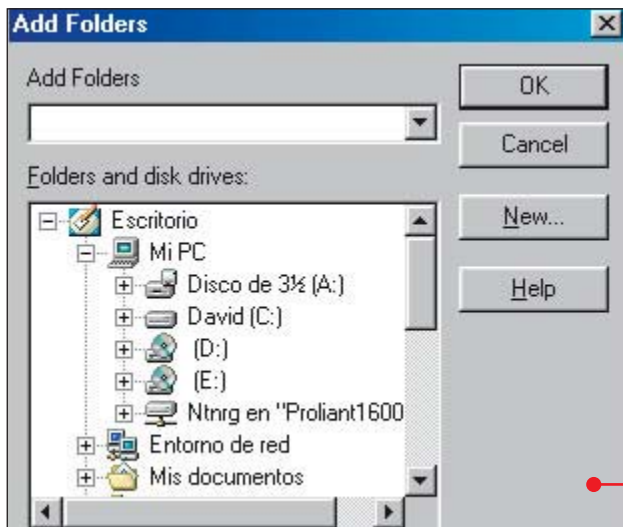 Add Folders
Add Folders
OK
Cancel
Folders and disk drives:
New...
Help
Escritorio
Mi PC
Disco de 3½ (A:)
David (C:)
(D:)
(E:)
Ntnrg en "Proliant1600
Entorno de red
Mis documentos